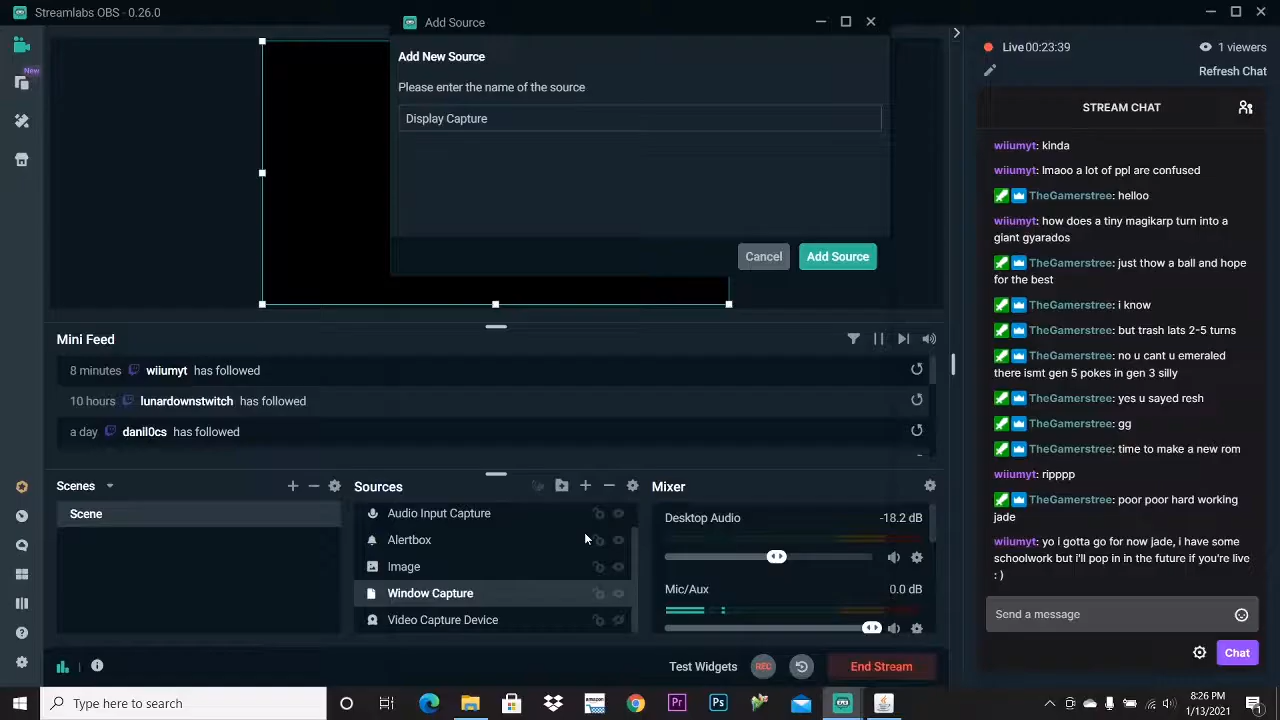 Streamlabs OBS - 0.26.0
Add Source
Add New Source
Please enter the name of the source
Display Capture
Cancel
Add Source
New
Mini Feed
8 minutes wiiumyt has followed
10 hours lunardownstwitch has followed
a day danil0cs has followed
Scenes
Scene
Sources
Audio Input Capture
Alertbox
Image
Window Capture
Video Capture Device
Mixer
Desktop Audio -18.2 dB
Mic/Aux 0.0 dB
Test Widgets
REC
End Stream
Live 00:23:39
1 viewers
Refresh Chat
STREAM CHAT
wiiumyt: kinda
wiiumyt: lmaoo a lot of ppl are confused
TheGamerstree: helloo
wiiumyt: how does a tiny magikarp turn into a
giant gyarados
TheGamerstree: just thow a ball and hope
for the best
TheGamerstree: i know
TheGamerstree: but trash lats 2-5 turns
TheGamerstree: no u cant u emeraled
there ismt gen 5 pokes in gen 3 silly
TheGamerstree: yes u sayed resh
TheGamerstree: gg
TheGamerstree: time to make a new rom
wiiumyt: ripppp
TheGamerstree: poor poor hard working
jade
wiiumyt: yo i gotta go for now jade, i have some
schoolwork but i'll pop in in the future if you're live
: )
Send a message
Chat
Type here to search
amazon
Pr
Ps
8:26 PM
1/13/2021